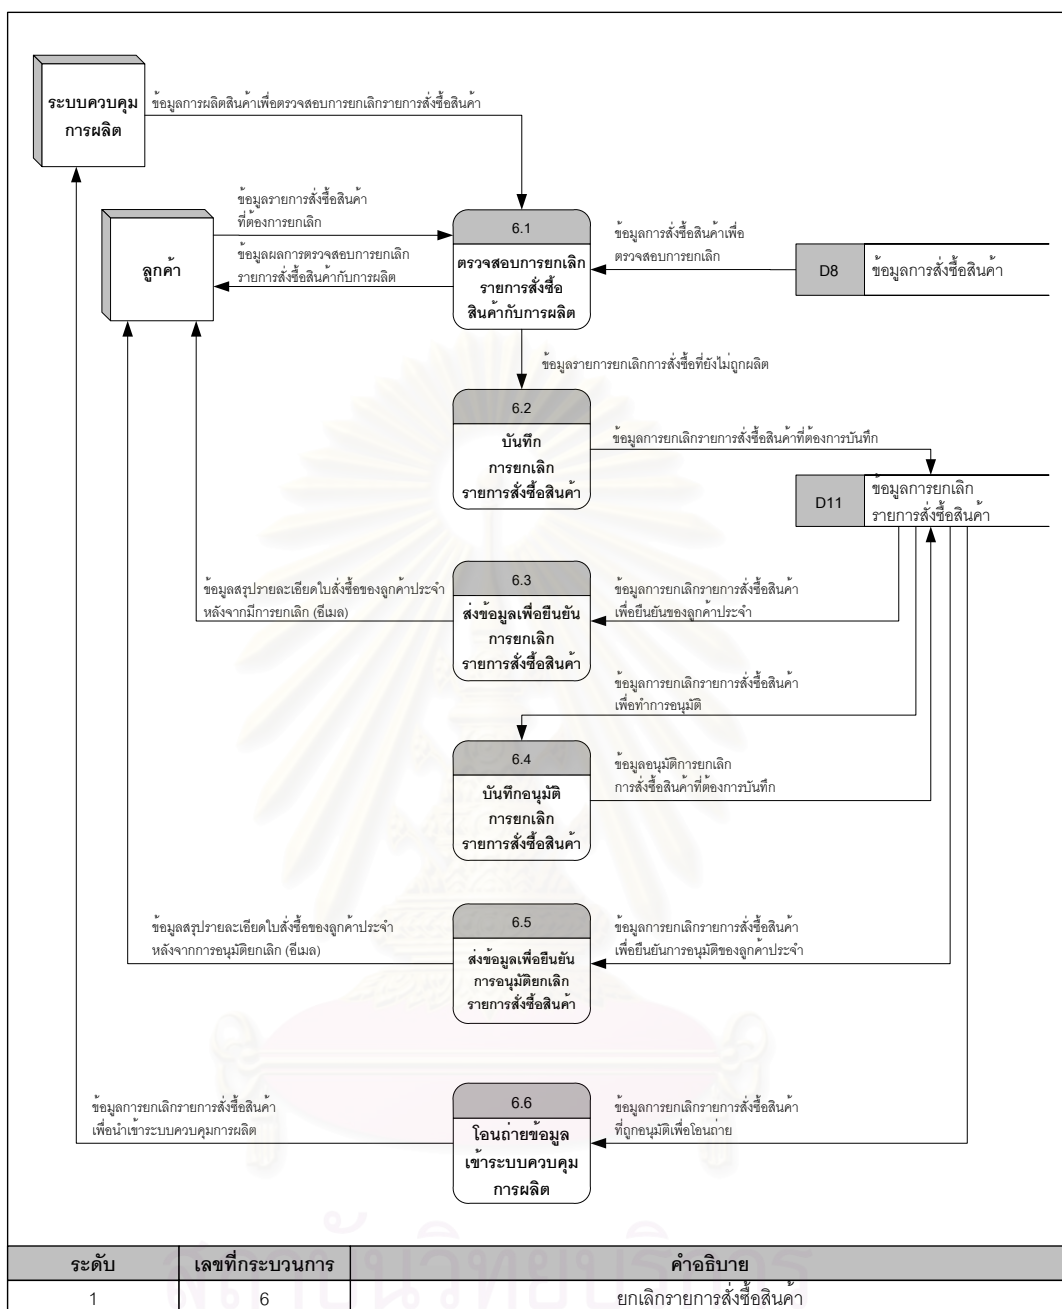 ระบบควบคุม
การผลิต
ข้อมูลการผลิตสินค้าเพื่อตรวจสอบการยกเลิกรายการสั่งซื้อสินค้า
ข้อมูลรายการสั่งซื้อสินค้า
ที่ต้องการยกเลิก
ลูกค้า
ข้อมูลผลการตรวจสอบการยกเลิก
รายการสั่งซื้อสินค้ากับการผลิต
6.1
ตรวจสอบการยกเลิก
รายการสั่งซื้อ
สินค้ากับการผลิต
ข้อมูลการสั่งซื้อสินค้าเพื่อ
ตรวจสอบการยกเลิก
D8
ข้อมูลการสั่งซื้อสินค้า
ข้อมูลรายการยกเลิกการสั่งซื้อที่ยังไม่ถูกผลิต
6.2
บันทึก
การยกเลิก
รายการสั่งซื้อสินค้า
ข้อมูลการยกเลิกรายการสั่งซื้อสินค้าที่ต้องการบันทึก
D11
ข้อมูลการยกเลิก
รายการสั่งซื้อสินค้า
ข้อมูลสรุปรายละเอียดใบสั่งซื้อของลูกค้าประจำ
หลังจากมีการยกเลิก (อีเมล)
6.3
ส่งข้อมูลเพื่อยืนยัน
การยกเลิก
รายการสั่งซื้อสินค้า
ข้อมูลการยกเลิกรายการสั่งซื้อสินค้า
เพื่อยืนยันของลูกค้าประจำ
ข้อมูลการยกเลิกรายการสั่งซื้อสินค้า
เพื่อทำการอนุมัติ
6.4
บันทึกอนุมัติ
การยกเลิก
รายการสั่งซื้อสินค้า
ข้อมูลอนุมัติการยกเลิก
การสั่งซื้อสินค้าที่ต้องการบันทึก
ข้อมูลสรุปรายละเอียดใบสั่งซื้อของลูกค้าประจำ
หลังจากการอนุมัติยกเลิก (อีเมล)
6.5
ส่งข้อมูลเพื่อยืนยัน
การอนุมัติยกเลิก
รายการสั่งซื้อสินค้า
ข้อมูลการยกเลิกรายการสั่งซื้อสินค้า
เพื่อยืนยันการอนุมัติของลูกค้าประจำ
ข้อมูลการยกเลิกรายการสั่งซื้อสินค้า
เพื่อนำเข้าระบบควบคุมการผลิต
6.6
โอนถ่ายข้อมูล
เข้าระบบควบคุม
การผลิต
ข้อมูลการยกเลิกรายการสั่งซื้อสินค้า
ที่ถูกอนุมัติเพื่อโอนถ่าย
สถาบันวิทยบริการ
ระดับ เลขที่กระบวนการ คำอธิบาย
1 6 ยกเลิกรายการสั่งซื้อสินค้า